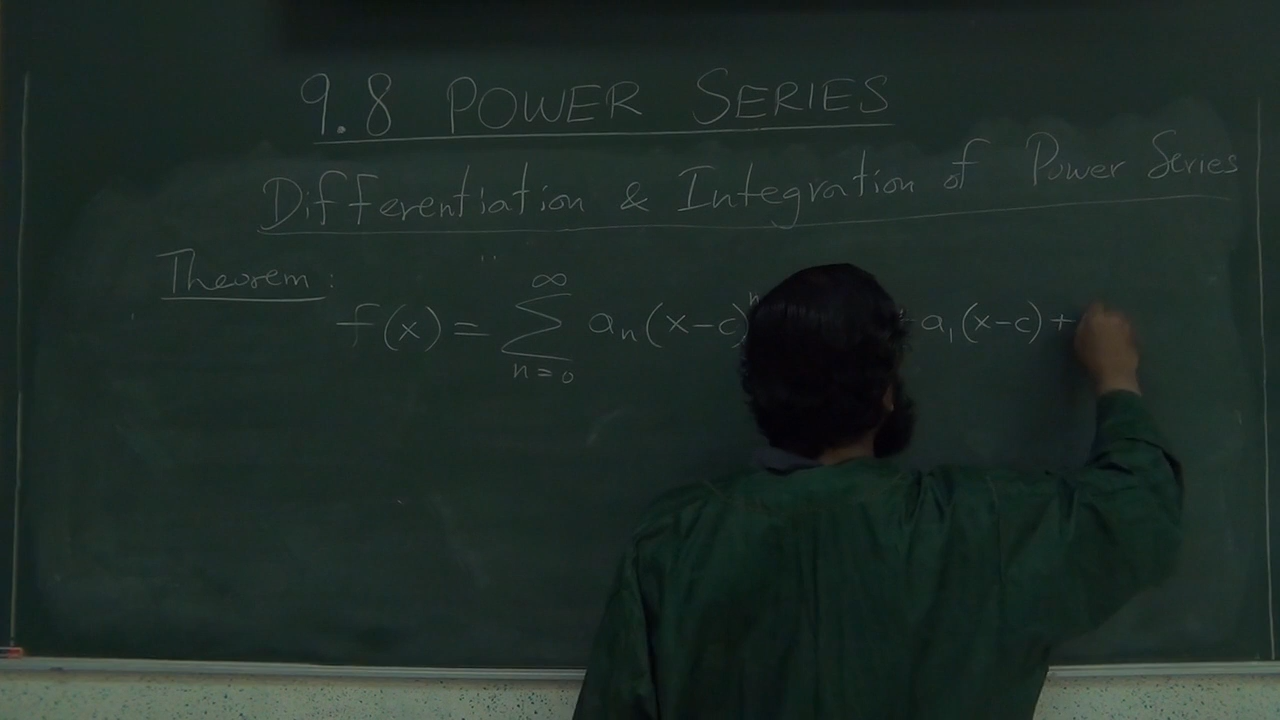 9.8 POWER SERIES
Differentiation & Integration of Power Series
Theorem:
f(x) = ∑_{n=0}^{∞} a_n(x-c)^n + a_1(x-c) +